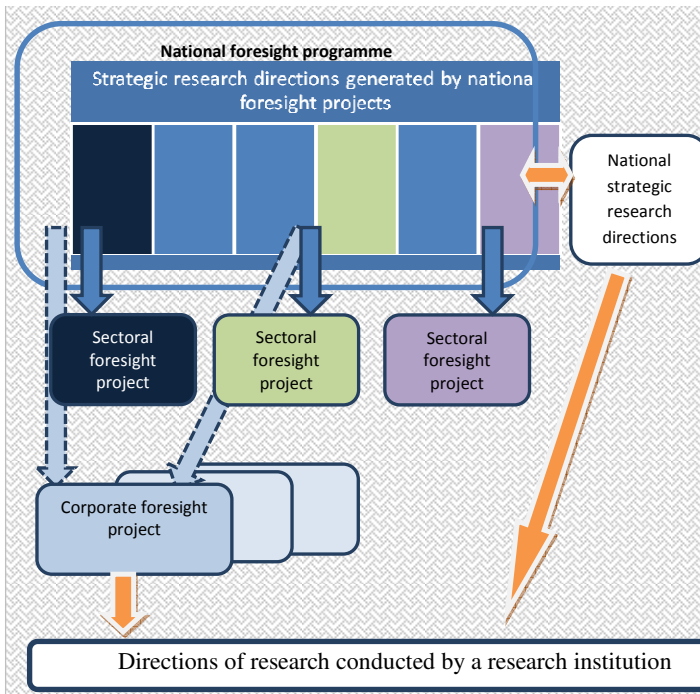 National foresight programme
Strategic research directions generated by national
foresight projects
National
strategic
research
directions
Sectoral
foresight
project
Sectoral
foresight
project
Sectoral
foresight
project
Corporate foresight
project
Directions of research conducted by a research institution